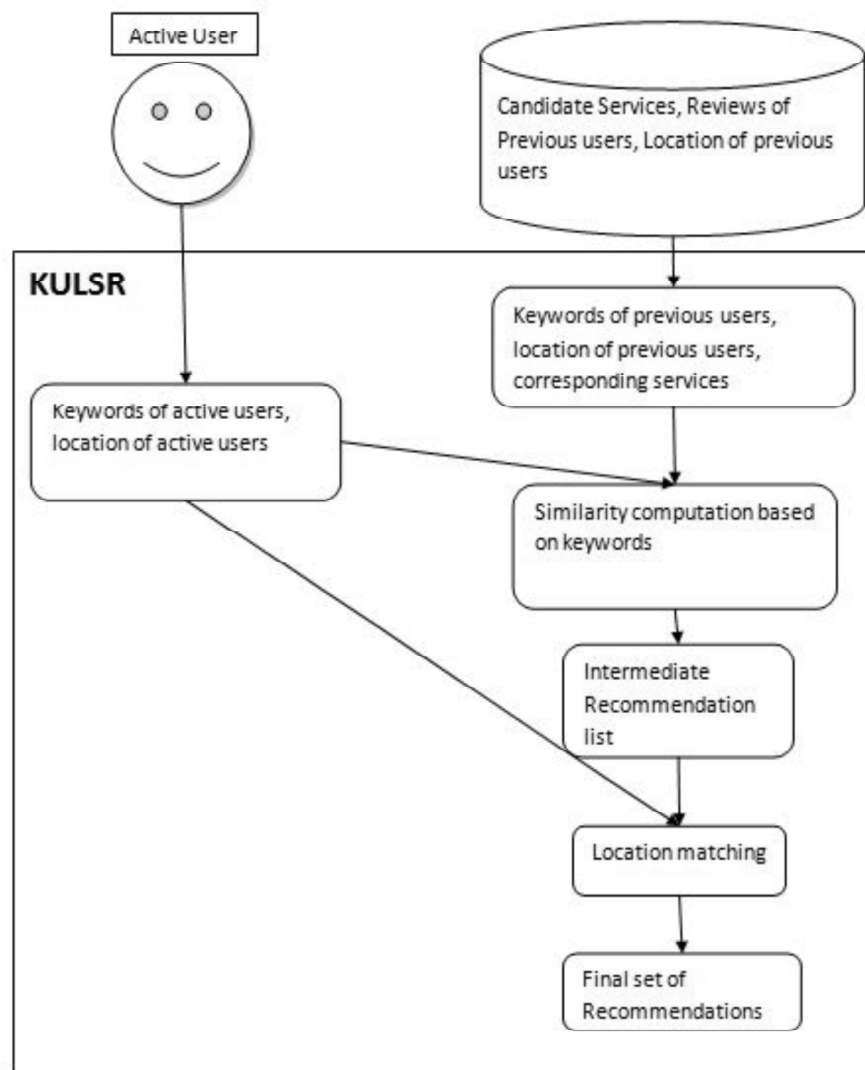 Active User
Candidate Services, Reviews of
Previous users, Location of previous
users
KULSR
Keywords of previous users,
location of previous users,
corresponding services
Keywords of active users,
location of active users
Similarity computation based
on keywords
Intermediate
Recommendation
list
Location matching
Final set of
Recommendations